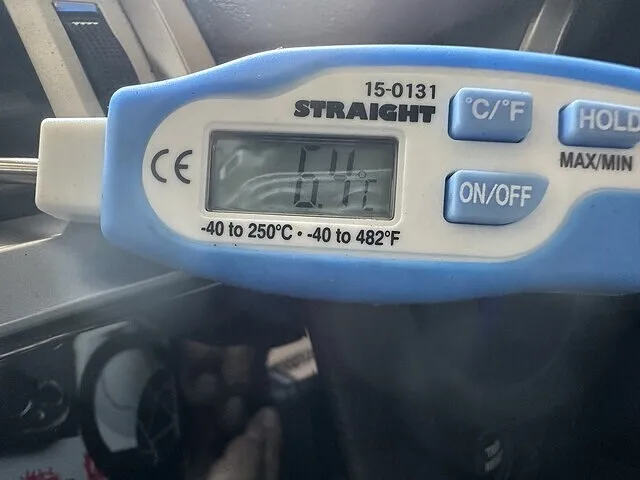 15-0131
STRAIGHT
°C/°F
HOLD
MAX/MIN
CE
6.4°C
ON/OFF
-40 to 250°C • -40 to 482°F